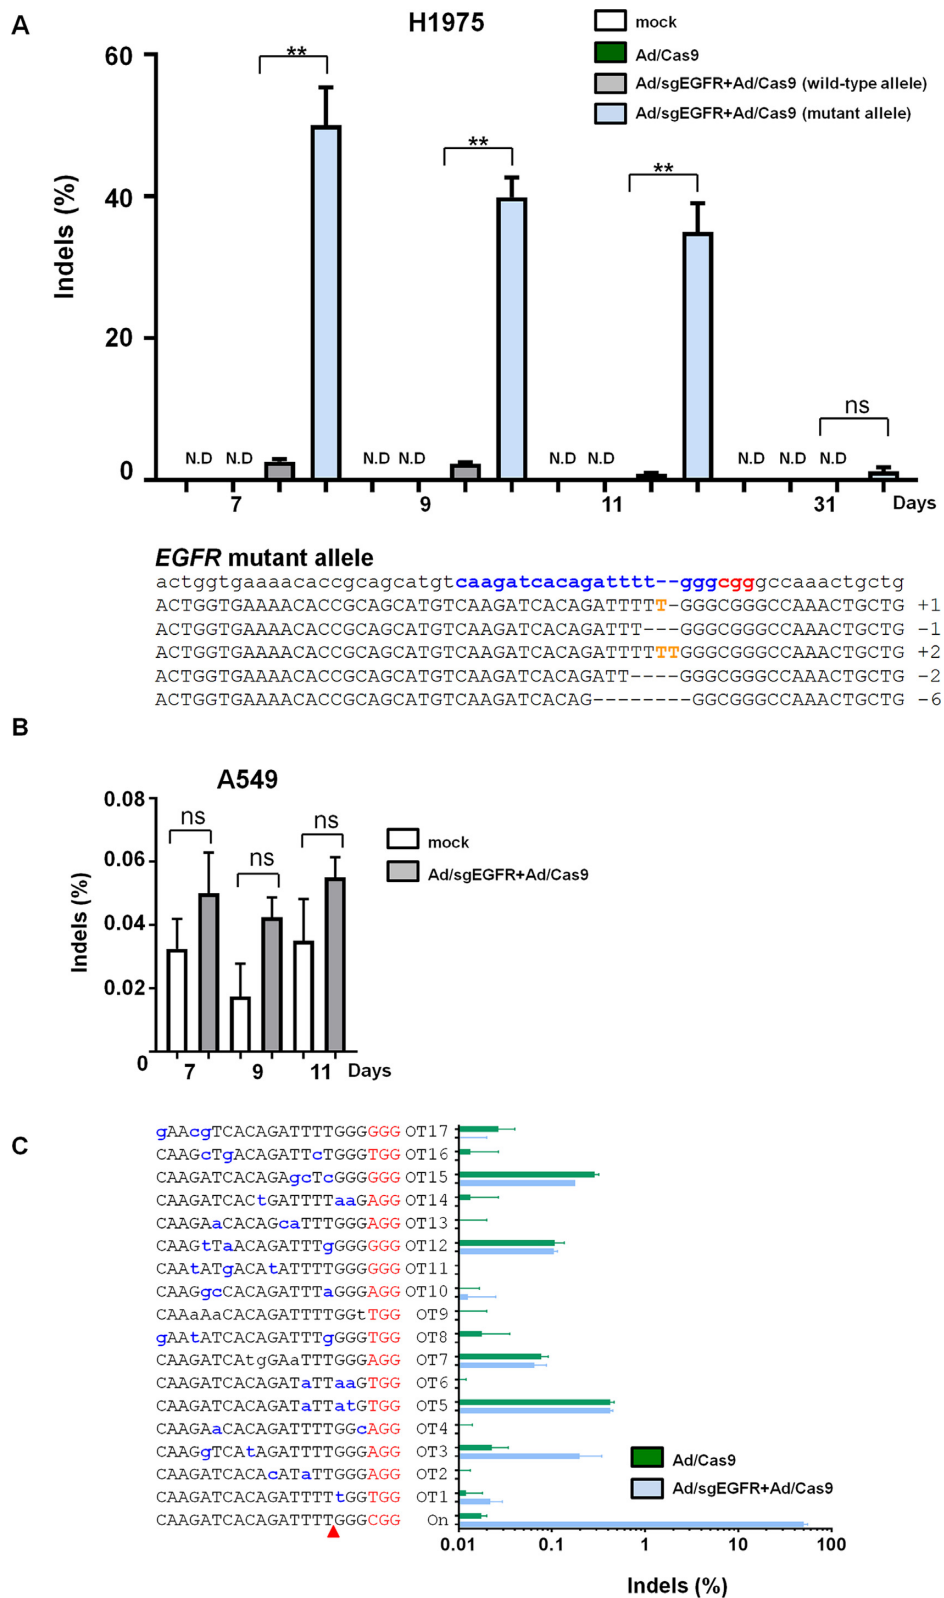 A
H1975
mock
Ad/Cas9
Ad/sgEGFR+Ad/Cas9 (wild-type allele)
Ad/sgEGFR+Ad/Cas9 (mutant allele)
Indels (%)
60
40
20
0
**
**
**
ns
N.D N.D N.D N.D N.D N.D N.D N.D N.D
7 9 11 31 Days
EGFR mutant allele
actggtgaaaacaccgcagcatgtcaagatcacagatttt--gggcgggccaaactgctg
ACTGGTGAAAACACCGCAGCATGTCAAGATCACAGATTTTT-GGGCGGGCCAAACTGCTG +1
ACTGGTGAAAACACCGCAGCATGTCAAGATCACAGATTT---GGGCGGGCCAAACTGCTG -1
ACTGGTGAAAACACCGCAGCATGTCAAGATCACAGATTTTTTGGGCGGGCCAAACTGCTG +2
ACTGGTGAAAACACCGCAGCATGTCAAGATCACAGATT----GGGCGGGCCAAACTGCTG -2
ACTGGTGAAAACACCGCAGCATGTCAAGATCACAG--------GGCGGGCCAAACTGCTG -6
B
A549
mock
Ad/sgEGFR+Ad/Cas9
Indels (%)
0.08
0.06
0.04
0.02
0
ns
ns
ns
7 9 11 Days
C
gAAcgTCACAGATTTTGGGGGG OT17
CAAGcTgACAGATTcTGGGTGG OT16
CAAGATCACAGAgcTcGGGGGG OT15
CAAGATCACtGATTTTaaGAGG OT14
CAAGAaCACAGcaTTTGGGAGG OT13
CAAGtTaACAGATTTgGGGGGG OT12
CAAtATgACAtATTTTGGGGGG OT11
CAAGgcCACAGATTTaGGGAGG OT10
CAAaAaCACAGATTTTGGtTGG OT9
gAAtATCACAGATTTgGGGTGG OT8
CAAGATCAtgGAaTTTGGGAGG OT7
CAAGATCACAGATaTTaaGTGG OT6
CAAGATCACAGATaTTatGTGG OT5
CAAGAaCACAGATTTTGGcAGG OT4
CAAGgTCAtAGATTTTGGGAGG OT3
CAAGATCACAcATaTTGGGAGG OT2
CAAGATCACAGATTTTtGGTGG OT1
CAAGATCACAGATTTTGGGCGG On
Ad/Cas9
Ad/sgEGFR+Ad/Cas9
0.01 0.1 1 10 100
Indels (%)